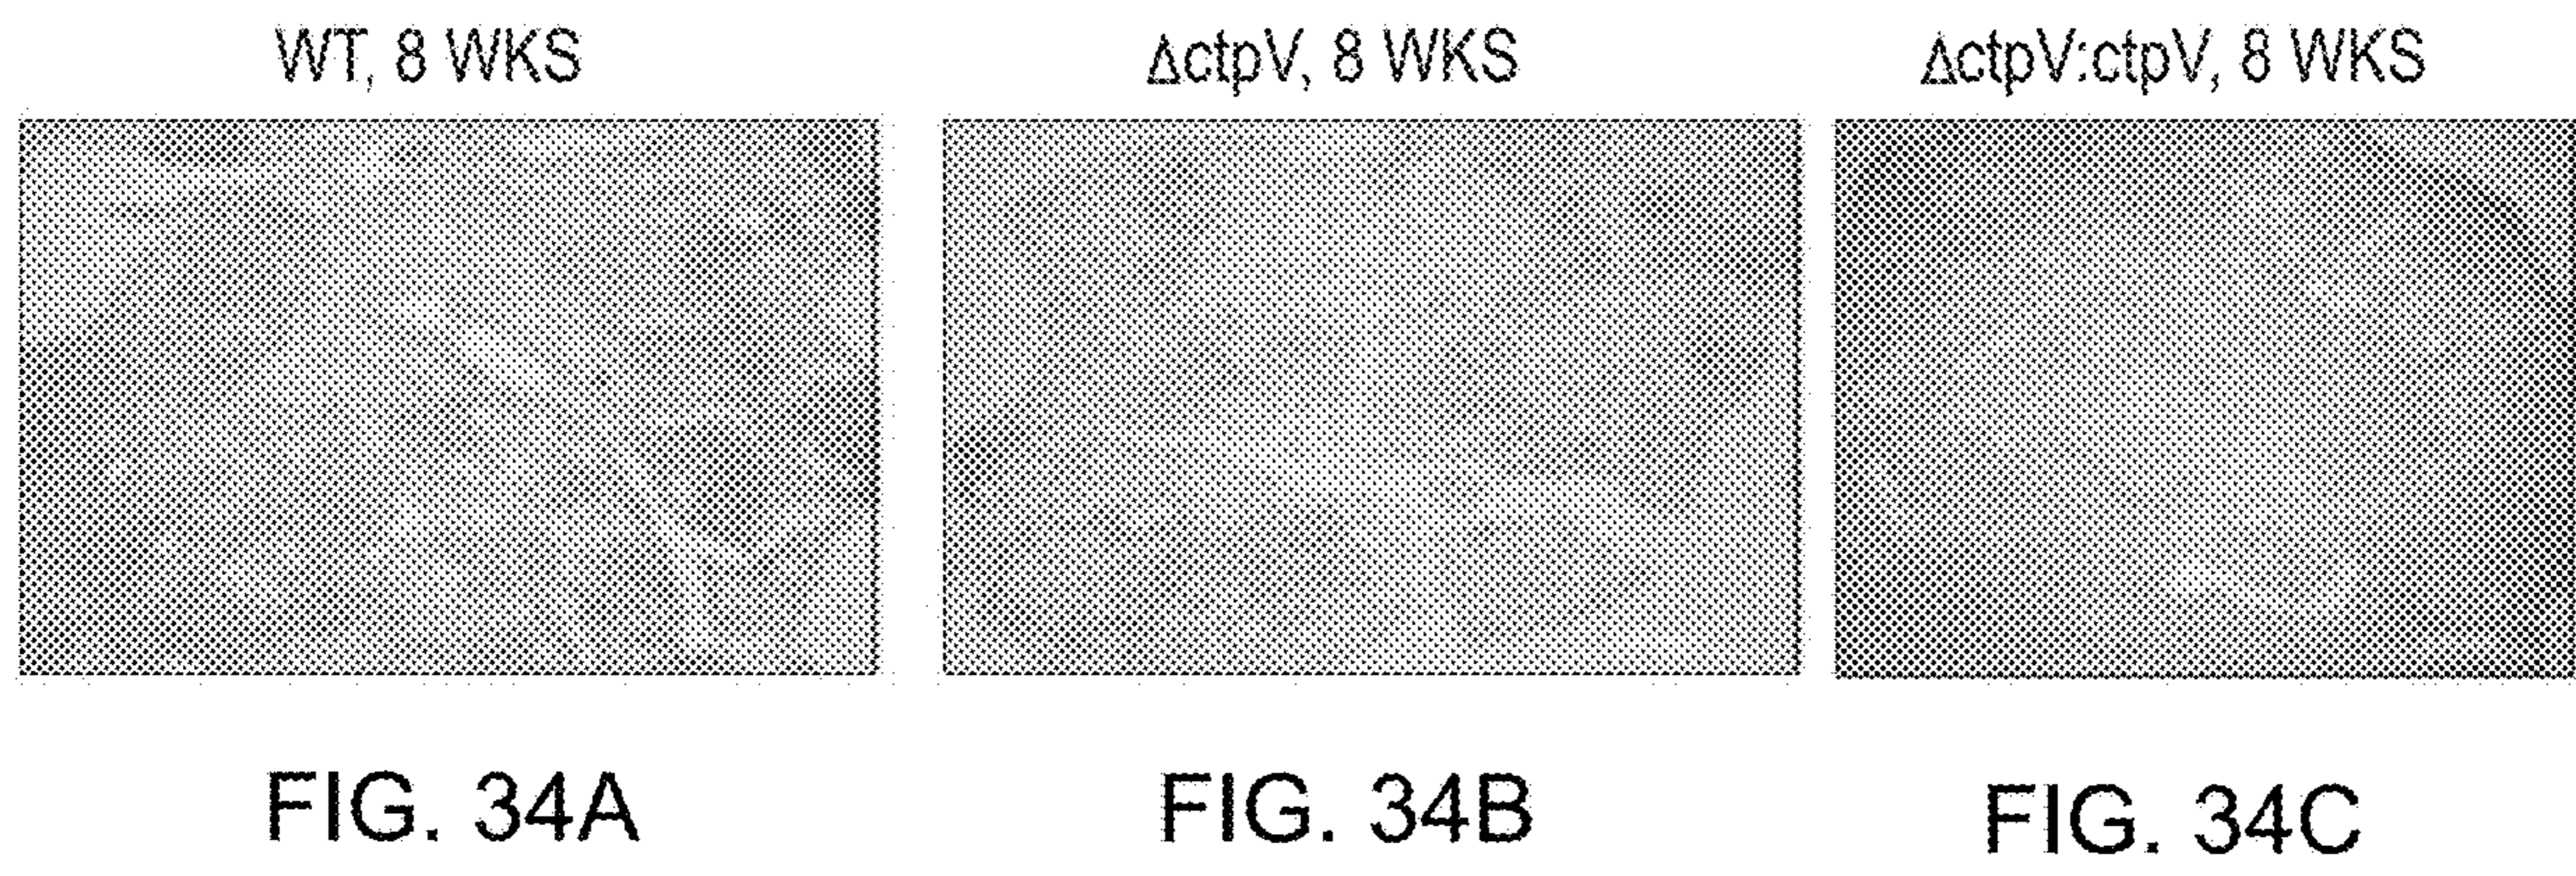 WT, 8 WKS
ΔctpV, 8 WKS
ΔctpV:ctpV, 8 WKS
FIG. 34A
FIG. 34B
FIG. 34C